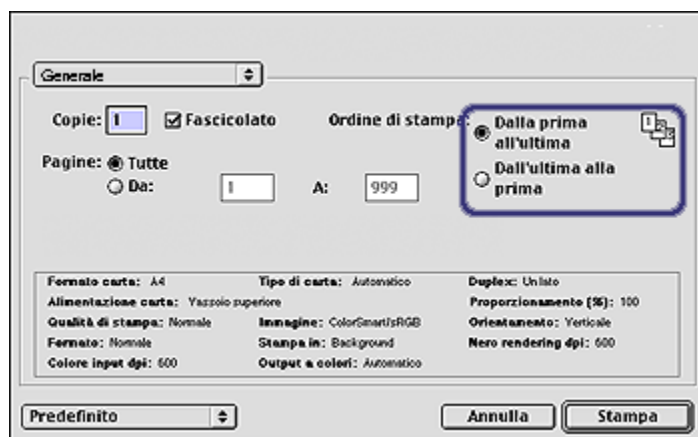 Generale
Copie: 1 Fascicolato Ordine di stampa: Dalla prima all'ultima
Pagine: Tutte Dall'ultima alla prima
Da: 1 A: 999
Formato carta: A4 Tipo di carta: Automatico Duplex: Un lato
Alimentazione carta: Vassoio superiore Proporzionamento (%): 100
Qualità di stampa: Normale Immagine: ColorSmart/sRGB Orientamento: Verticale
Formato: Normale Stampa in: Background Nero rendering dpi: 600
Colore input dpi: 600 Output a colori: Automatico
Predefinito Annulla Stampa